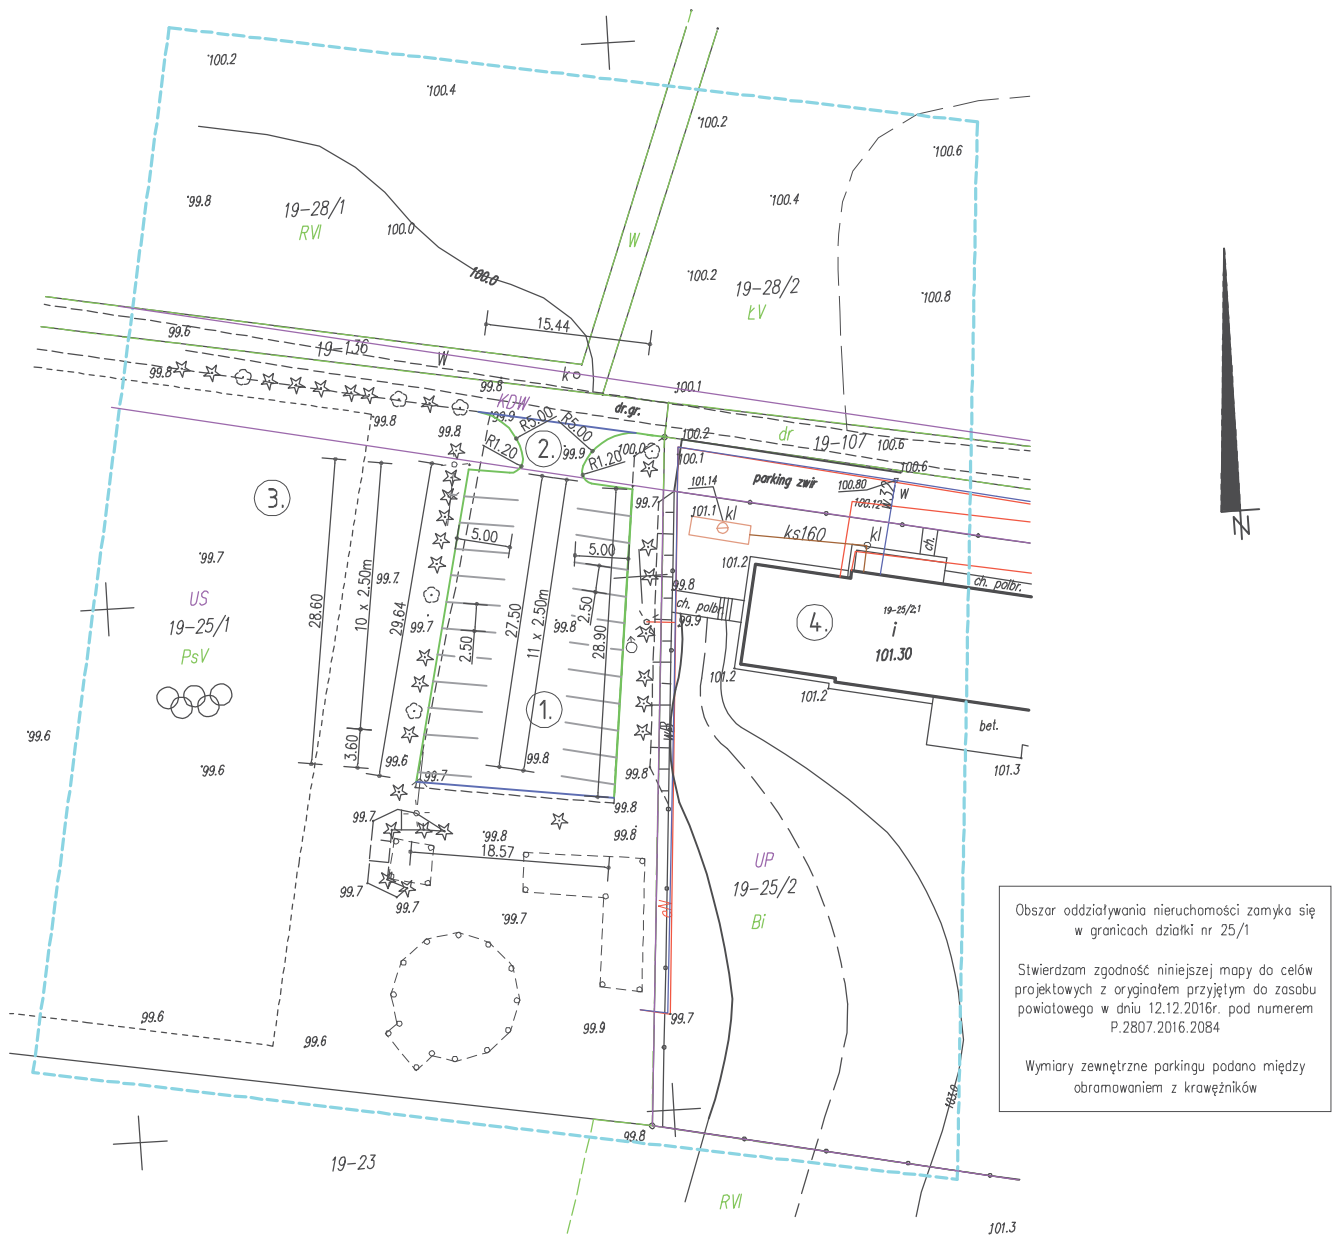 100.2
100.4
100.2
100.6
99.8
19-28/1
RVI
100.0
100.4
W
100.0
100.2
19-28/2
ŁV
100.8
15.44
99.6
19-136
W
k
99.8
99.8
100.1
KDW
dr.gr.
99.9
R5.00
R5.00
99.8
99.8
100.2
dr
19-107
100.6
R1.20
2.
99.9
100.0
R1.20
100.1
100.6
parking żwir
101.14
100.80
w32
W
100.12
3.
99.7
101.1
kl
ks160
kl
ch.
5.00
5.00
99.7
101.2
ch. polbr.
US
19-25/1
PsV
28.60
10 x 2.50m
99.7
29.64
99.7
2.50
27.50
11 x 2.50m
99.8
2.50
28.90
99.8
ch. polbr.
99.9
4.
19-25/2;1
i
101.30
101.2
101.2
99.6
99.6
3.60
99.6
99.7
1.
99.8
99.8
wB
bet.
101.3
99.8
99.7
99.8
99.8
18.57
99.7
99.7
99.7
UP
19-25/2
Bi
eN
99.6
99.6
99.9
99.7
103.0
99.8
19-23
RVI
101.3
N
Obszar oddziaływania nieruchomości zamyka się
w granicach działki nr 25/1
Stwierdzam zgodność niniejszej mapy do celów
projektowych z oryginałem przyjętym do zasobu
powiatowego w dniu 12.12.2016r. pod numerem
P.2807.2016.2084
Wymiary zewnętrzne parkingu podano między
obramowaniem z krawężników